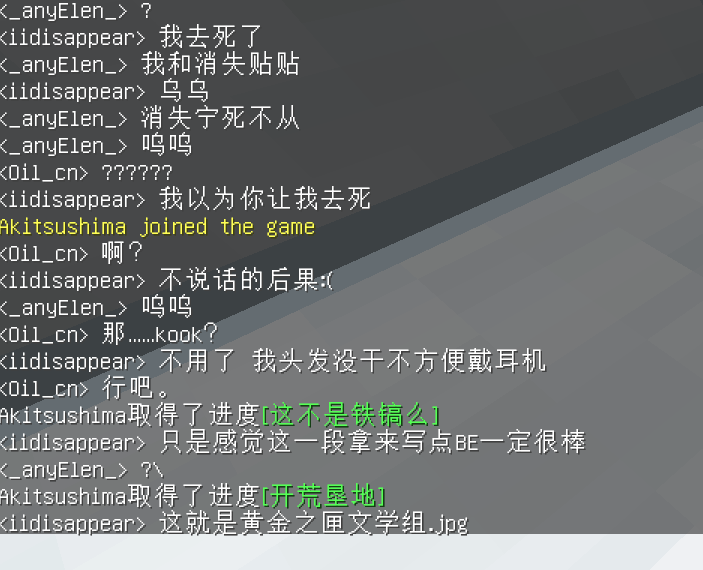 <_anyElen_> ?
<iidisappear> 我去死了
<_anyElen_> 我和消失贴贴
<iidisappear> 乌乌
<_anyElen_> 消失宁死不从
<_anyElen_> 呜呜
<Oil_cn> ??????
<iidisappear> 我以为你让我去死
Akitsushima joined the game
<Oil_cn> 啊?
<iidisappear> 不说话的后果:(
<_anyElen_> 呜呜
<Oil_cn> 那……kook?
<iidisappear> 不用了 我头发没干不方便戴耳机
<Oil_cn> 行吧。
Akitsushima取得了进度[这不是铁镐么]
<iidisappear> 只是感觉这一段拿来写点BE一定很棒
<_anyElen_> ?\
Akitsushima取得了进度[开荒垦地]
<iidisappear> 这就是黄金之匣文学组.jpg